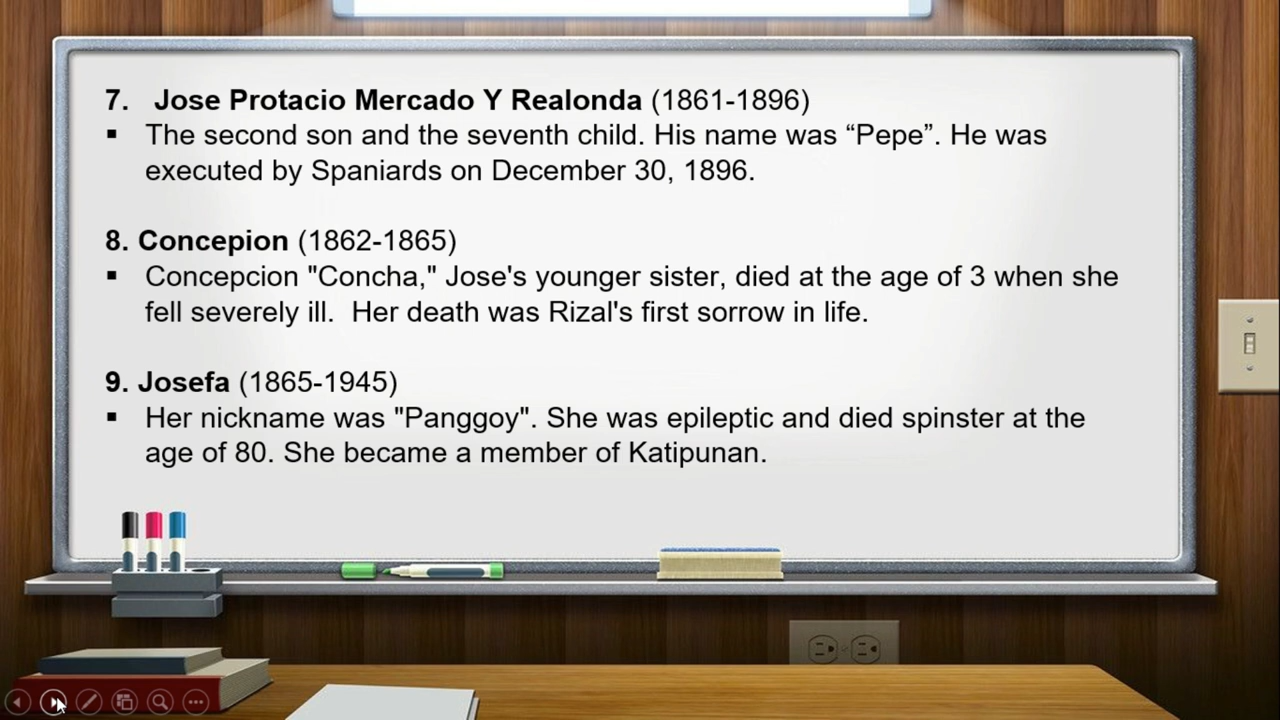 7. Jose Protacio Mercado Y Realonda (1861-1896)
▪ The second son and the seventh child. His name was “Pepe”. He was
executed by Spaniards on December 30, 1896.
8. Concepion (1862-1865)
▪ Concepcion "Concha," Jose's younger sister, died at the age of 3 when she
fell severely ill. Her death was Rizal's first sorrow in life.
9. Josefa (1865-1945)
▪ Her nickname was "Panggoy". She was epileptic and died spinster at the
age of 80. She became a member of Katipunan.